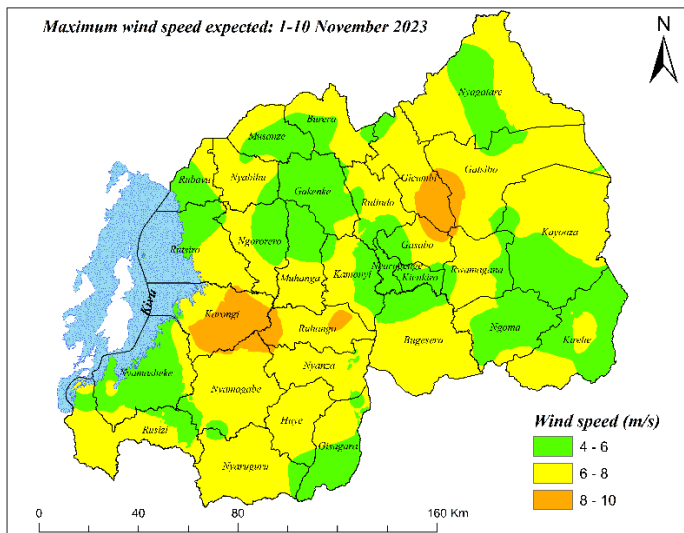 Maximum wind speed expected: 1-10 November 2023
N
Nyagatare
Burera
Musanze
Gatsibo
Gicumbi
Nyabihu
Rubavu
Gakenke
Rulindo
Kayonza
Rutsiro
Ngororero
Gasabo
Nyarugenge
Kamonyi
Kicukiro
Rwamagana
Muhanga
Kivu
Karongi
Ruhango
Ngoma
Kirehe
Bugesera
Nyanza
Nyamasheke
Nyamagabe
Huye
Rusizi
Gisagara
Nyaruguru
Wind speed (m/s)
4 - 6
6 - 8
8 - 10
0 40 80 160 Km